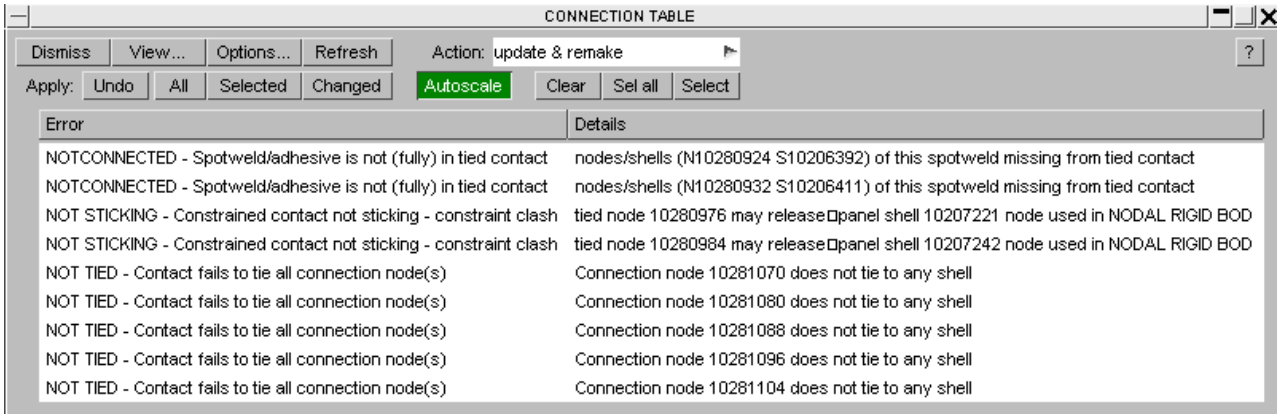 CONNECTION TABLE
Dismiss View... Options... Refresh Action: update & remake ?
Apply: Undo All Selected Changed Autoscale Clear Sel all Select
Error Details
NOTCONNECTED - Spotweld/adhesive is not (fully) in tied contact nodes/shells (N10280924 S10206392) of this spotweld missing from tied contact
NOTCONNECTED - Spotweld/adhesive is not (fully) in tied contact nodes/shells (N10280932 S10206411) of this spotweld missing from tied contact
NOT STICKING - Constrained contact not sticking - constraint clash tied node 10280976 may release□panel shell 10207221 node used in NODAL RIGID BOD
NOT STICKING - Constrained contact not sticking - constraint clash tied node 10280984 may release□panel shell 10207242 node used in NODAL RIGID BOD
NOT TIED - Contact fails to tie all connection node(s) Connection node 10281070 does not tie to any shell
NOT TIED - Contact fails to tie all connection node(s) Connection node 10281080 does not tie to any shell
NOT TIED - Contact fails to tie all connection node(s) Connection node 10281088 does not tie to any shell
NOT TIED - Contact fails to tie all connection node(s) Connection node 10281096 does not tie to any shell
NOT TIED - Contact fails to tie all connection node(s) Connection node 10281104 does not tie to any shell